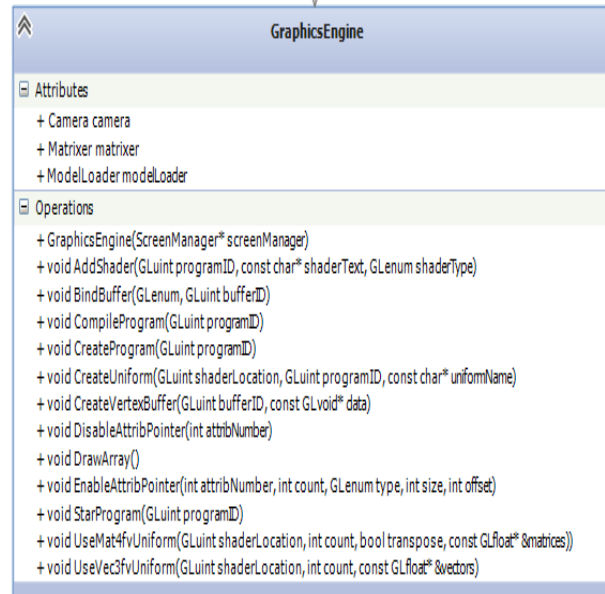 GraphicsEngine
Attributes
+ Camera camera
+ Matrixer matrixer
+ ModelLoader modelLoader
Operations
+ GraphicsEngine(ScreenManager* screenManager)
+ void AddShader(GLuint programID, const char* shaderText, GLenum shaderType)
+ void BindBuffer(GLenum, GLuint bufferID)
+ void CompileProgram(GLuint programID)
+ void CreateProgram(GLuint programID)
+ void CreateUniform(GLuint shaderLocation, GLuint programID, const char* uniformName)
+ void CreateVertexBuffer(GLuint bufferID, const GLvoid* data)
+ void DisableAttribPointer(int attribNumber)
+ void DrawArray()
+ void EnableAttribPointer(int attribNumber, int count, GLenum type, int size, int offset)
+ void StarProgram(GLuint programID)
+ void UseMat4fvUniform(GLuint shaderLocation, int count, bool transpose, const GLfloat* &matrices))
+ void UseVec3fvUniform(GLuint shaderLocation, int count, const GLfloat* &vectors)